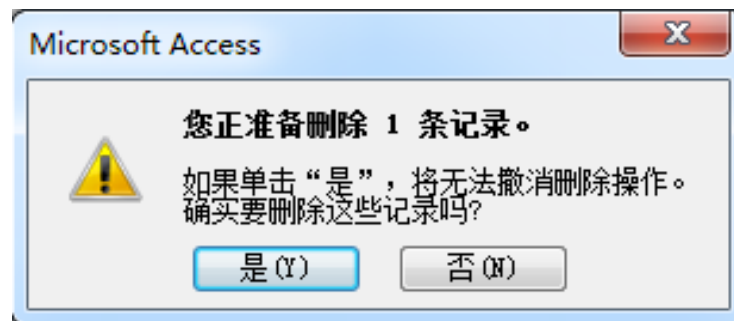 Microsoft Access
您正准备删除 1 条记录。
如果单击“是”，将无法撤消删除操作。
确实要删除这些记录吗?
是(Y)
否(N)